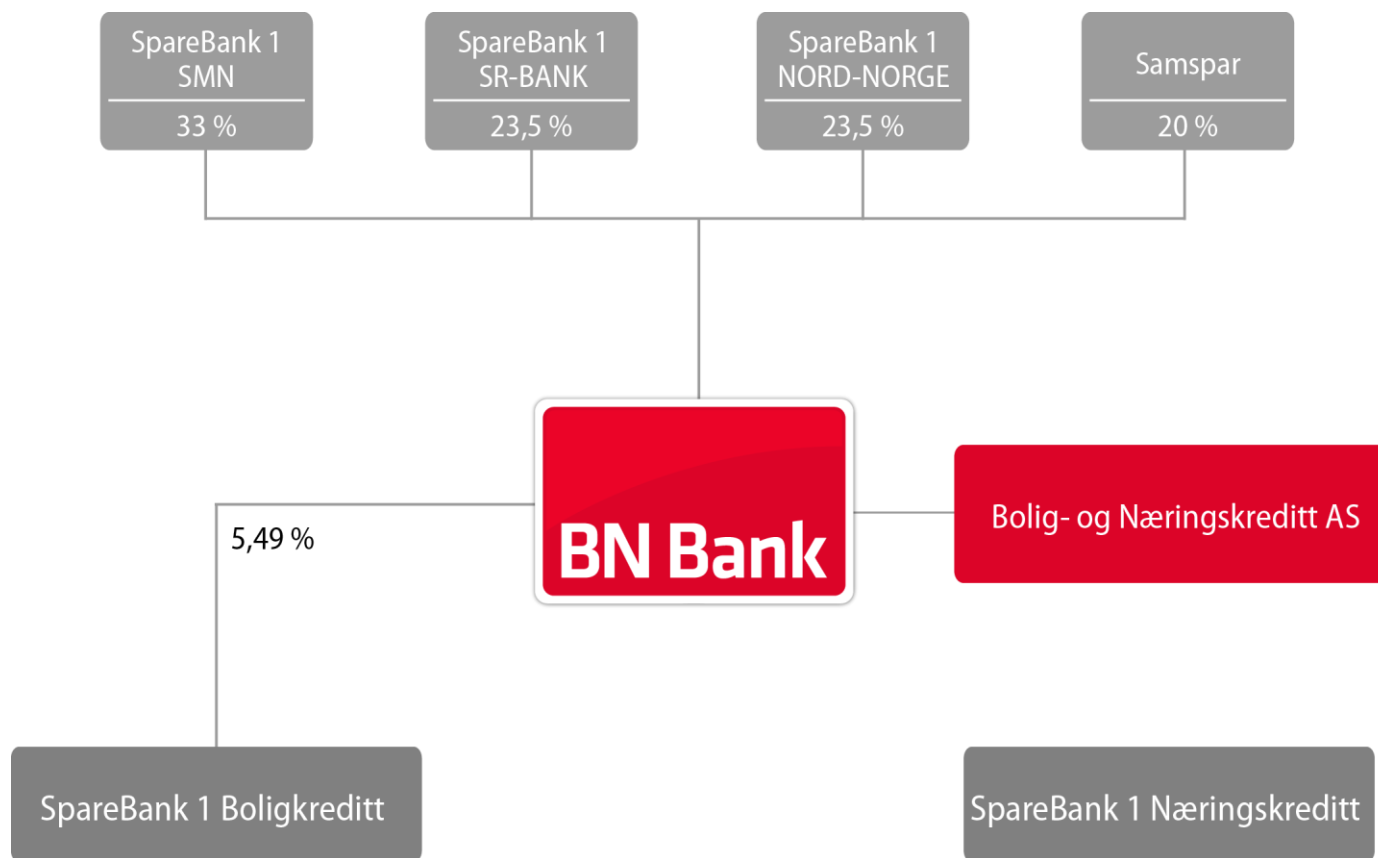 SpareBank 1
SMN
33 %
SpareBank 1
SR-BANK
23,5 %
SpareBank 1
NORD-NORGE
23,5 %
Samspar
20 %
BN Bank
Bolig- og Næringskreditt AS
5,49 %
SpareBank 1 Boligkreditt
SpareBank 1 Næringskreditt